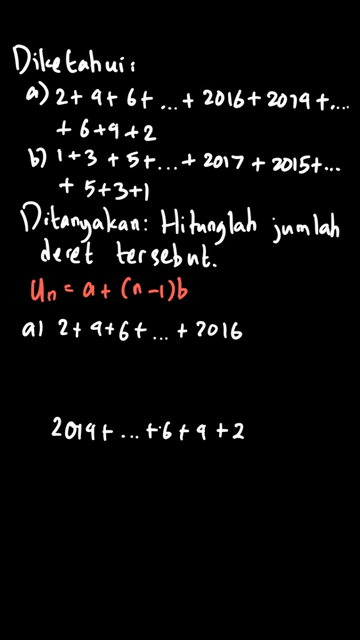 Diketahui:
a) 2 + 4 + 6 + ... + 2016 + 2014 + ...
+ 6 + 4 + 2
b) 1 + 3 + 5 + ... + 2017 + 2015 + ...
+ 5 + 3 + 1
Ditanyakan: Hitunglah jumlah
deret tersebut.
Un = a + (n - 1) b
a) 2 + 4 + 6 + ... + 2016
2014 + ... + 6 + 4 + 2